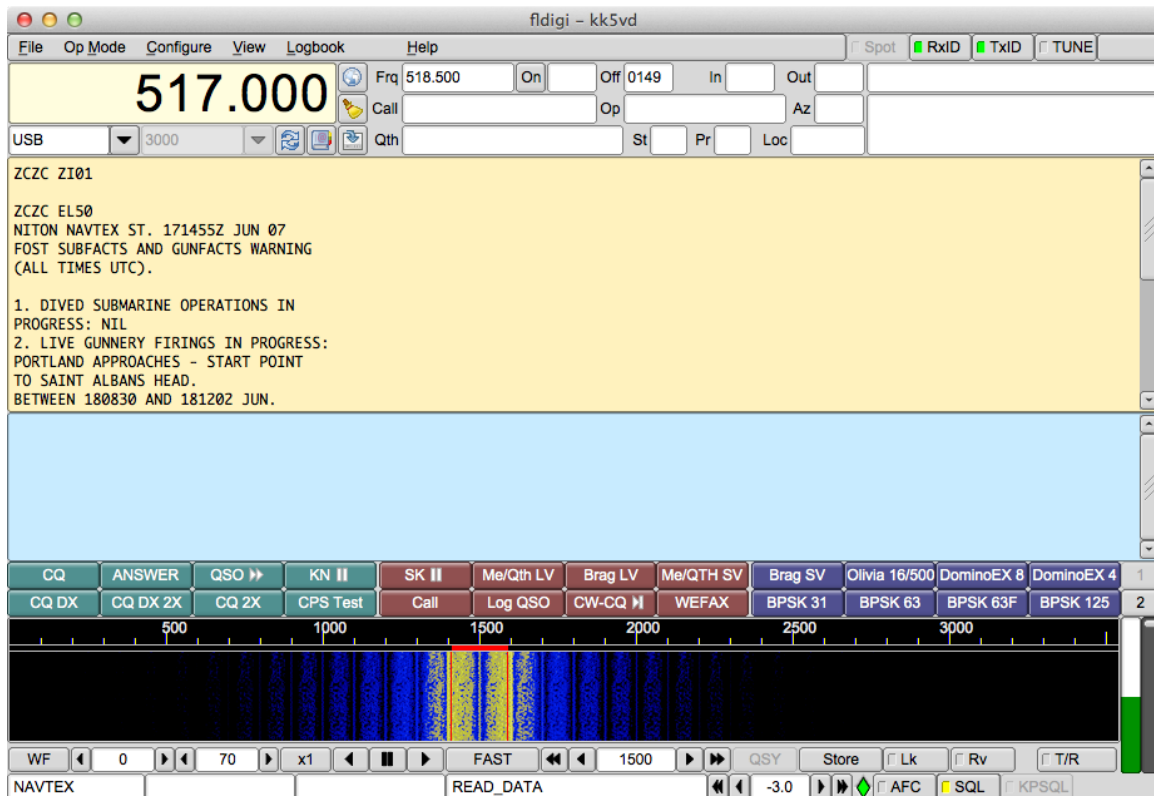 fldigi – kk5vd
File Op Mode Configure View Logbook Help Spot RxID TxID TUNE
517.000 Frq 518.500 On Off 0149 In Out
Call Op Az
USB 3000 Qth St Pr Loc
ZCZC ZI01
ZCZC EL50
NITON NAVTEX ST. 171455Z JUN 07
FOST SUBFACTS AND GUNFACTS WARNING
(ALL TIMES UTC).
1. DIVED SUBMARINE OPERATIONS IN
PROGRESS: NIL
2. LIVE GUNNERY FIRINGS IN PROGRESS:
PORTLAND APPROACHES - START POINT
TO SAINT ALBANS HEAD.
BETWEEN 180830 AND 181202 JUN.
CQ ANSWER QSO KN SK Me/Qth LV Brag LV Me/QTH SV Brag SV Olivia 16/500 DominoEX 8 DominoEX 4 1
CQ DX CQ DX 2X CQ 2X CPS Test Call Log QSO CW-CQ WEFAX BPSK 31 BPSK 63 BPSK 63F BPSK 125 2
500 1000 1500 2000 2500 3000
WF 0 70 x1 FAST 1500 QSY Store Lk Rv T/R
NAVTEX READ_DATA -3.0 AFC SQL KPSQL